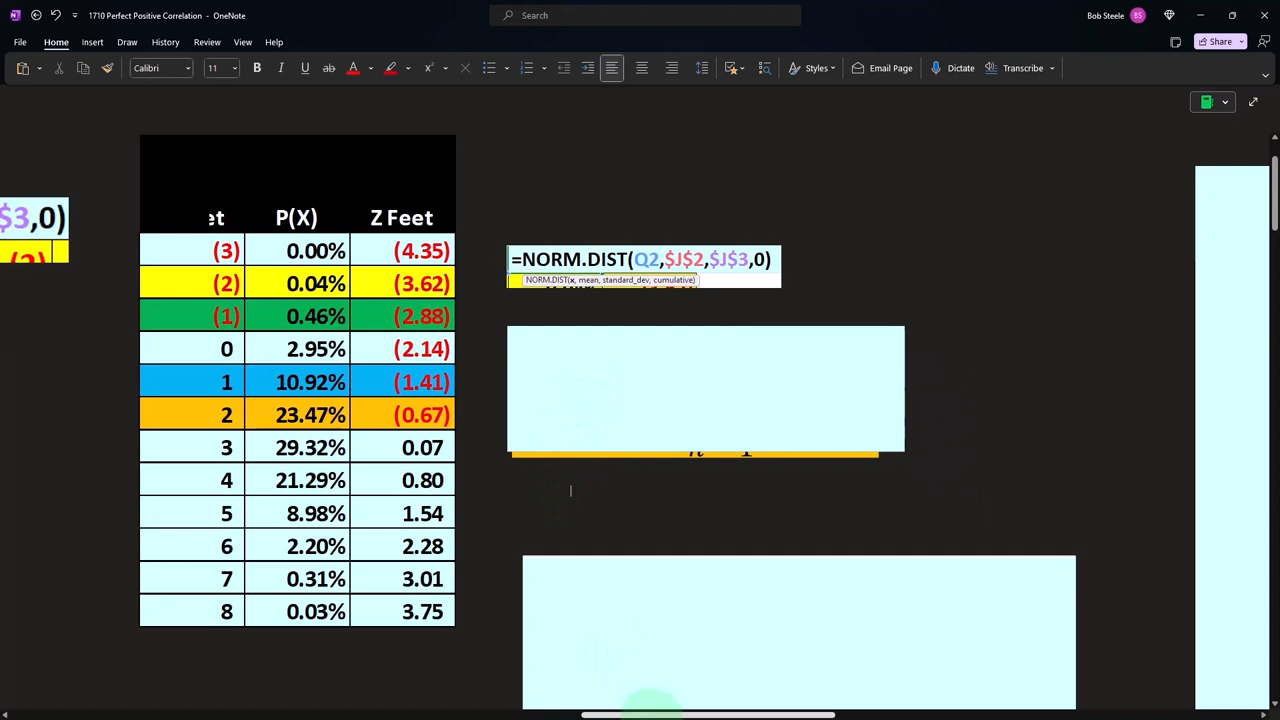 1710 Perfect Positive Correlation - OneNote
Search
Bob Steele
BS
File Home Insert Draw History Review View Help
Share
Calibri 11 B I U ab A x Styles Email Page Dictate Transcribe
$3,0)
et P(X) Z Feet
(3) 0.00% (4.35)
(2) 0.04% (3.62)
(1) 0.46% (2.88)
0 2.95% (2.14)
1 10.92% (1.41)
2 23.47% (0.67)
3 29.32% 0.07
4 21.29% 0.80
5 8.98% 1.54
6 2.20% 2.28
7 0.31% 3.01
8 0.03% 3.75
=NORM.DIST(Q2,$J$2,$J$3,0)
NORM.DIST(x, mean, standard_dev, cumulative)